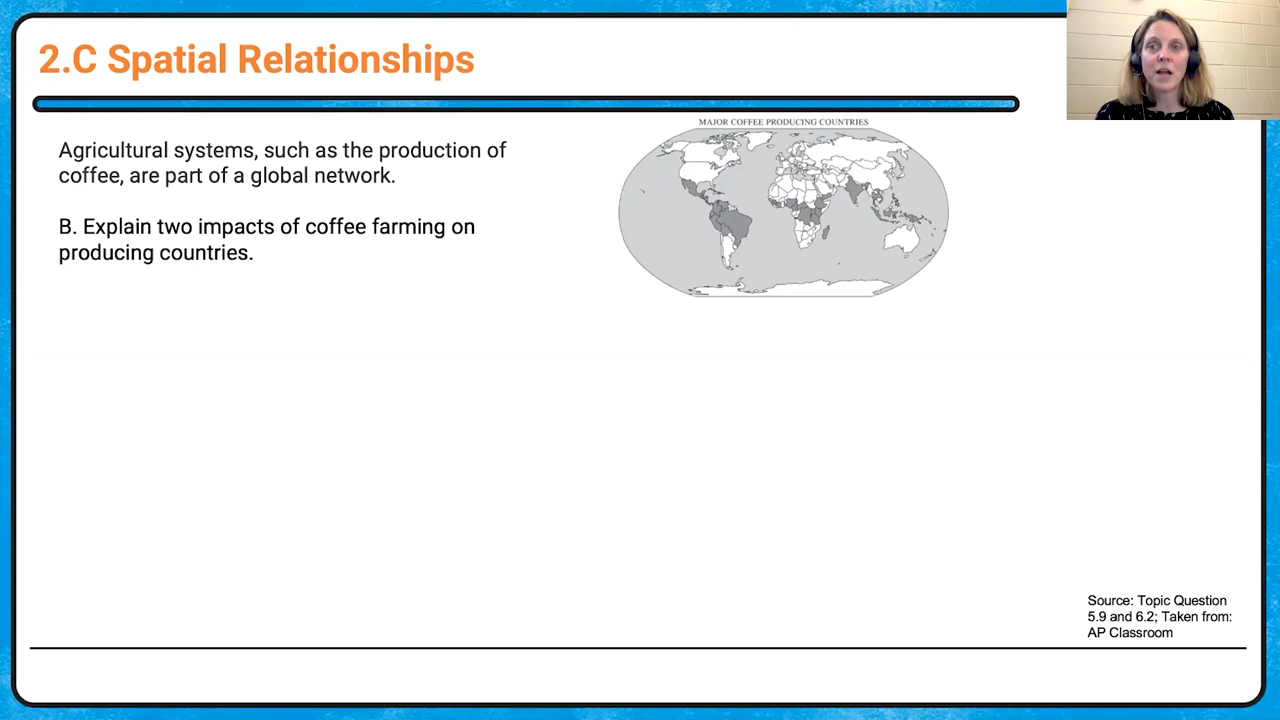 2.C Spatial Relationships
MAJOR COFFEE PRODUCING COUNTRIES
Agricultural systems, such as the production of
coffee, are part of a global network.
B. Explain two impacts of coffee farming on
producing countries.
Source: Topic Question
5.9 and 6.2; Taken from:
AP Classroom